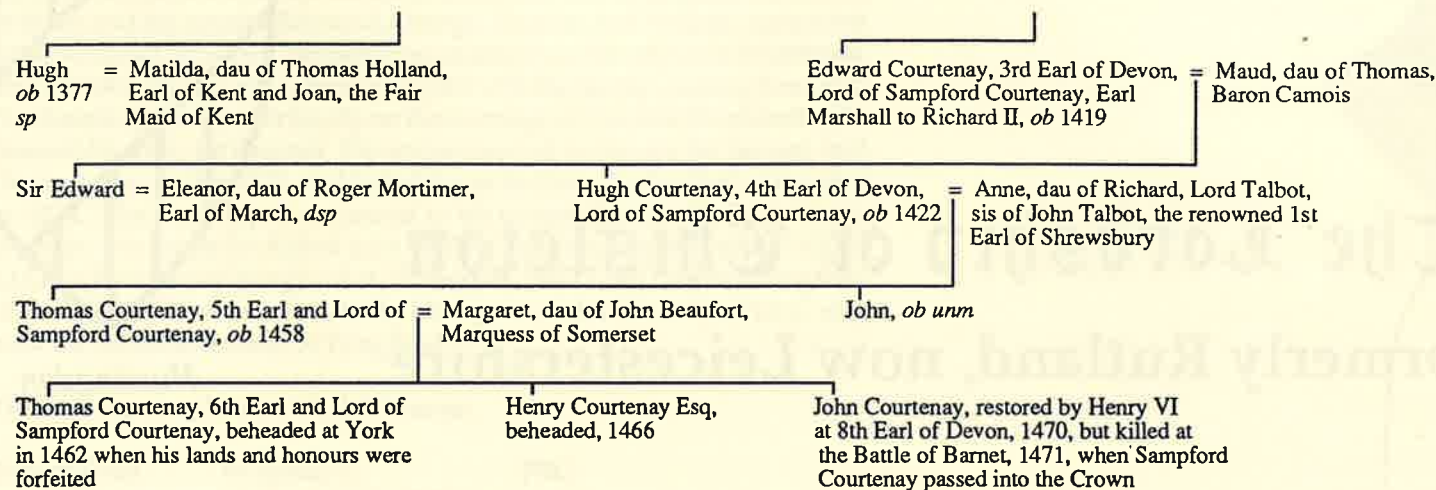 Hugh = Matilda, dau of Thomas Holland,
ob 1377 Earl of Kent and Joan, the Fair
sp Maid of Kent
Edward Courtenay, 3rd Earl of Devon, = Maud, dau of Thomas,
Lord of Sampford Courtenay, Earl Baron Camois
Marshall to Richard II, ob 1419
Sir Edward = Eleanor, dau of Roger Mortimer,
Earl of March, dsp
Hugh Courtenay, 4th Earl of Devon, = Anne, dau of Richard, Lord Talbot,
Lord of Sampford Courtenay, ob 1422 sis of John Talbot, the renowned 1st
Earl of Shrewsbury
Thomas Courtenay, 5th Earl and Lord of = Margaret, dau of John Beaufort,
Sampford Courtenay, ob 1458 Marquess of Somerset
John, ob unm
Thomas Courtenay, 6th Earl and Lord of
Sampford Courtenay, beheaded at York
in 1462 when his lands and honours were
forfeited
Henry Courtenay Esq,
beheaded, 1466
John Courtenay, restored by Henry VI
at 8th Earl of Devon, 1470, but killed at
the Battle of Barnet, 1471, when Sampford
Courtenay passed into the Crown